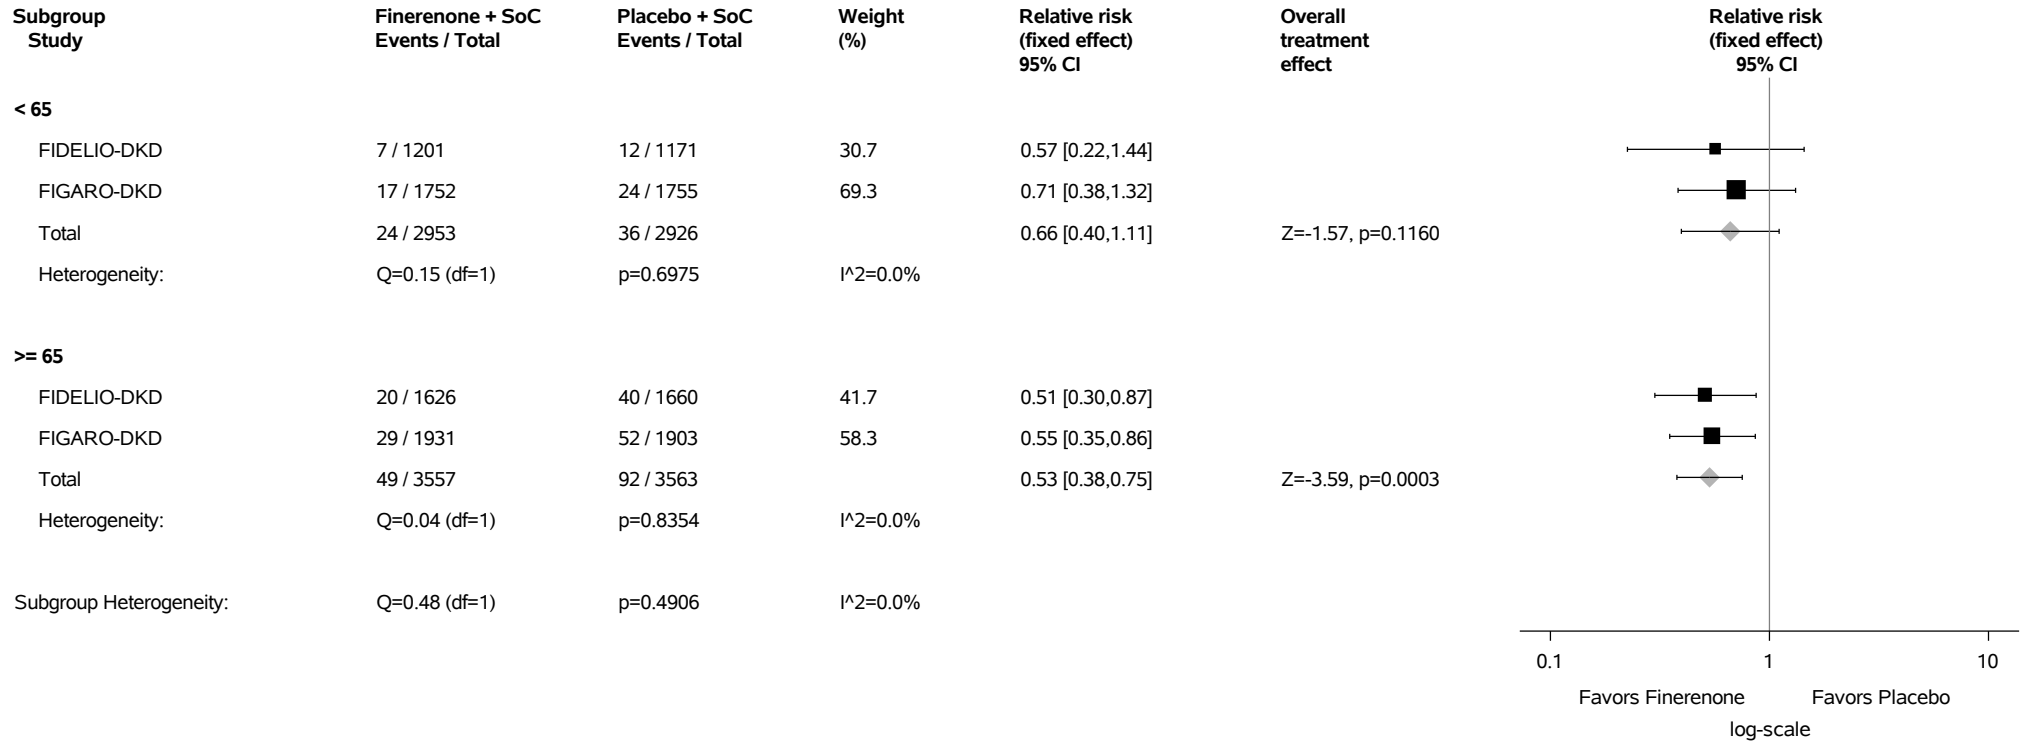 Subgroup Finerenone + SoC Placebo + SoC Weight Relative risk Overall Relative risk
Study Events / Total Events / Total (%) (fixed effect) treatment (fixed effect)
95% CI effect 95% CI
< 65
FIDELIO-DKD 7 / 1201 12 / 1171 30.7 0.57 [0.22,1.44]
FIGARO-DKD 17 / 1752 24 / 1755 69.3 0.71 [0.38,1.32]
Total 24 / 2953 36 / 2926 0.66 [0.40,1.11] Z=-1.57, p=0.1160
Heterogeneity: Q=0.15 (df=1) p=0.6975 I^2=0.0%
>= 65
FIDELIO-DKD 20 / 1626 40 / 1660 41.7 0.51 [0.30,0.87]
FIGARO-DKD 29 / 1931 52 / 1903 58.3 0.55 [0.35,0.86]
Total 49 / 3557 92 / 3563 0.53 [0.38,0.75] Z=-3.59, p=0.0003
Heterogeneity: Q=0.04 (df=1) p=0.8354 I^2=0.0%
Subgroup Heterogeneity: Q=0.48 (df=1) p=0.4906 I^2=0.0%
0.1 1 10
Favors Finerenone Favors Placebo
log-scale